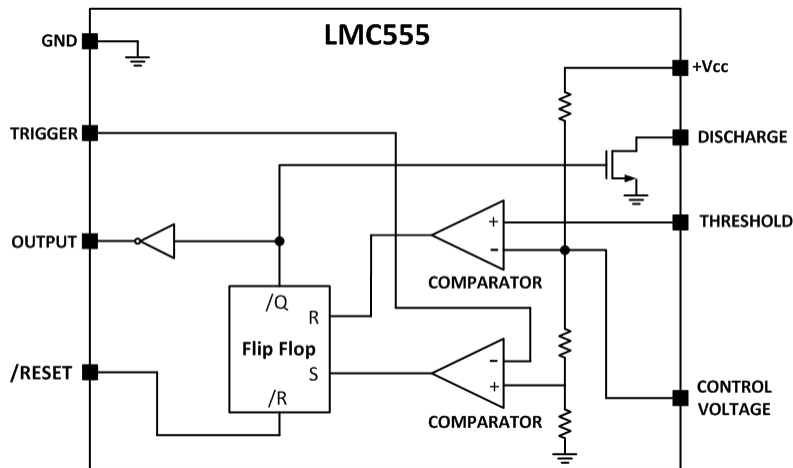 LMC555
GND
+Vcc
TRIGGER
DISCHARGE
+
THRESHOLD
OUTPUT
-
COMPARATOR
/Q
R
Flip Flop
-
/RESET
S
+
CONTROL
VOLTAGE
/R
COMPARATOR